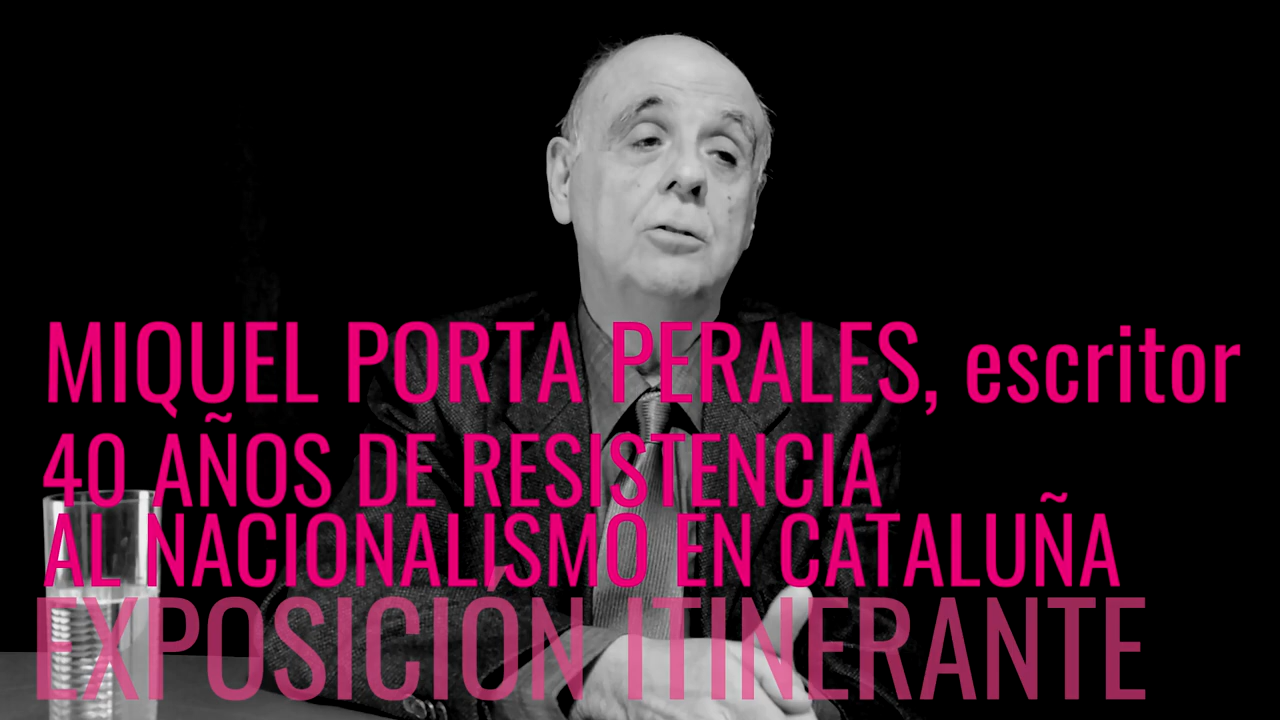 MIQUEL PORTA PERALES, escritor
40 AÑOS DE RESISTENCIA
AL NACIONALISMO EN CATALUÑA
EXPOSICIÓN ITINERANTE